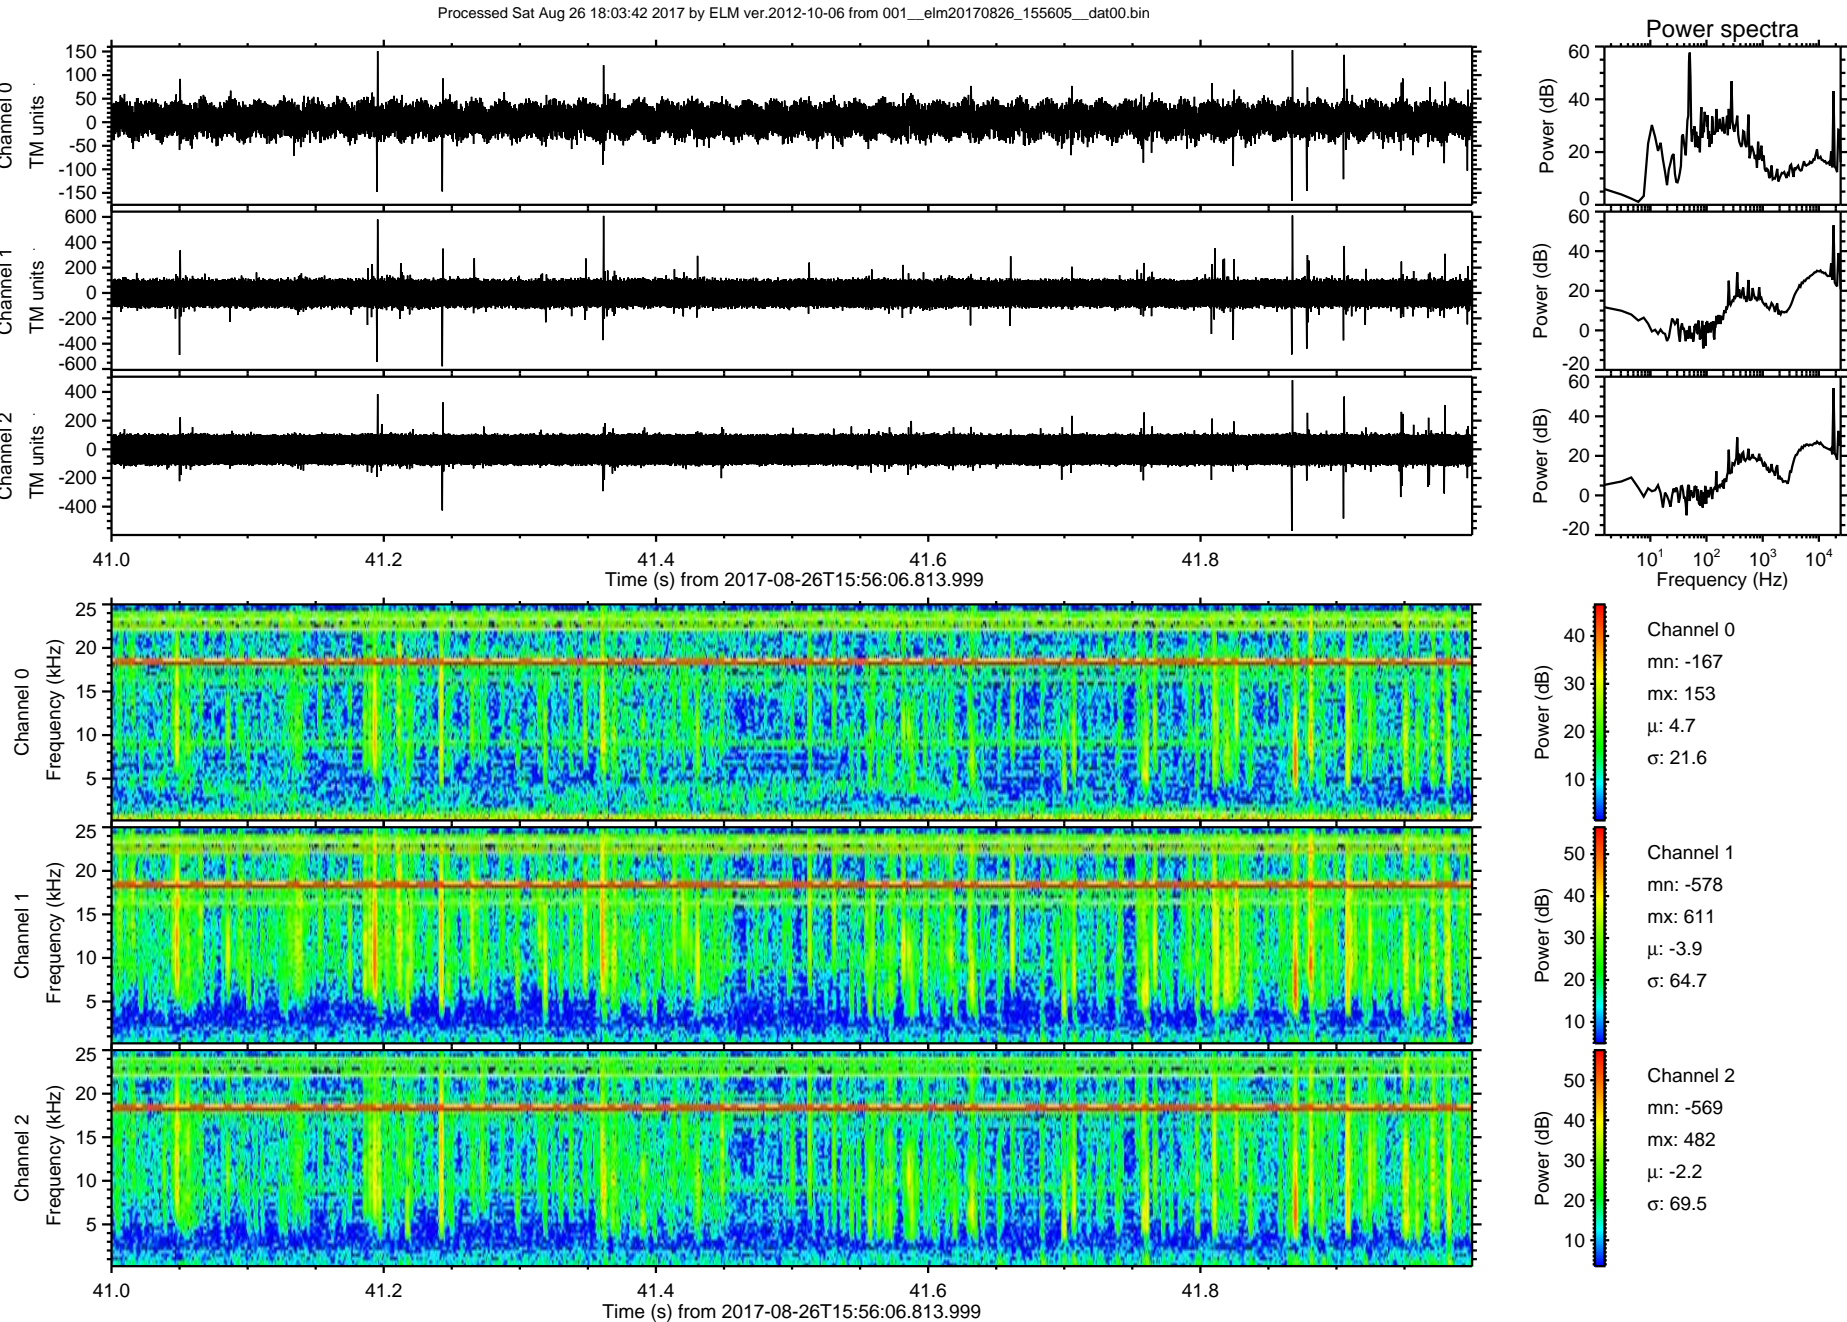 Processed Sat Aug 26 18:03:42 2017 by ELM ver.2012-10-06 from 001__elm20170826_155605__dat00.bin
Power spectra
Channel 0
TM units
150
100
50
0
-50
-100
-150
Power (dB)
60
40
20
0
Channel 1
TM units
600
400
200
0
-200
-400
-600
Power (dB)
60
40
20
0
-20
Channel 2
TM units
400
200
0
-200
-400
Power (dB)
60
40
20
0
-20
41.0 41.2 41.4 41.6 41.8
Time (s) from 2017-08-26T15:56:06.813.999
10¹ 10² 10³ 10⁴
Frequency (Hz)
Channel 0
Frequency (kHz)
25
20
15
10
5
Power (dB)
40
30
20
10
Channel 0
mn: -167
mx: 153
μ: 4.7
σ: 21.6
Channel 1
Frequency (kHz)
25
20
15
10
5
Power (dB)
50
40
30
20
10
Channel 1
mn: -578
mx: 611
μ: -3.9
σ: 64.7
Channel 2
Frequency (kHz)
25
20
15
10
5
Power (dB)
50
40
30
20
10
Channel 2
mn: -569
mx: 482
μ: -2.2
σ: 69.5
41.0 41.2 41.4 41.6 41.8
Time (s) from 2017-08-26T15:56:06.813.999